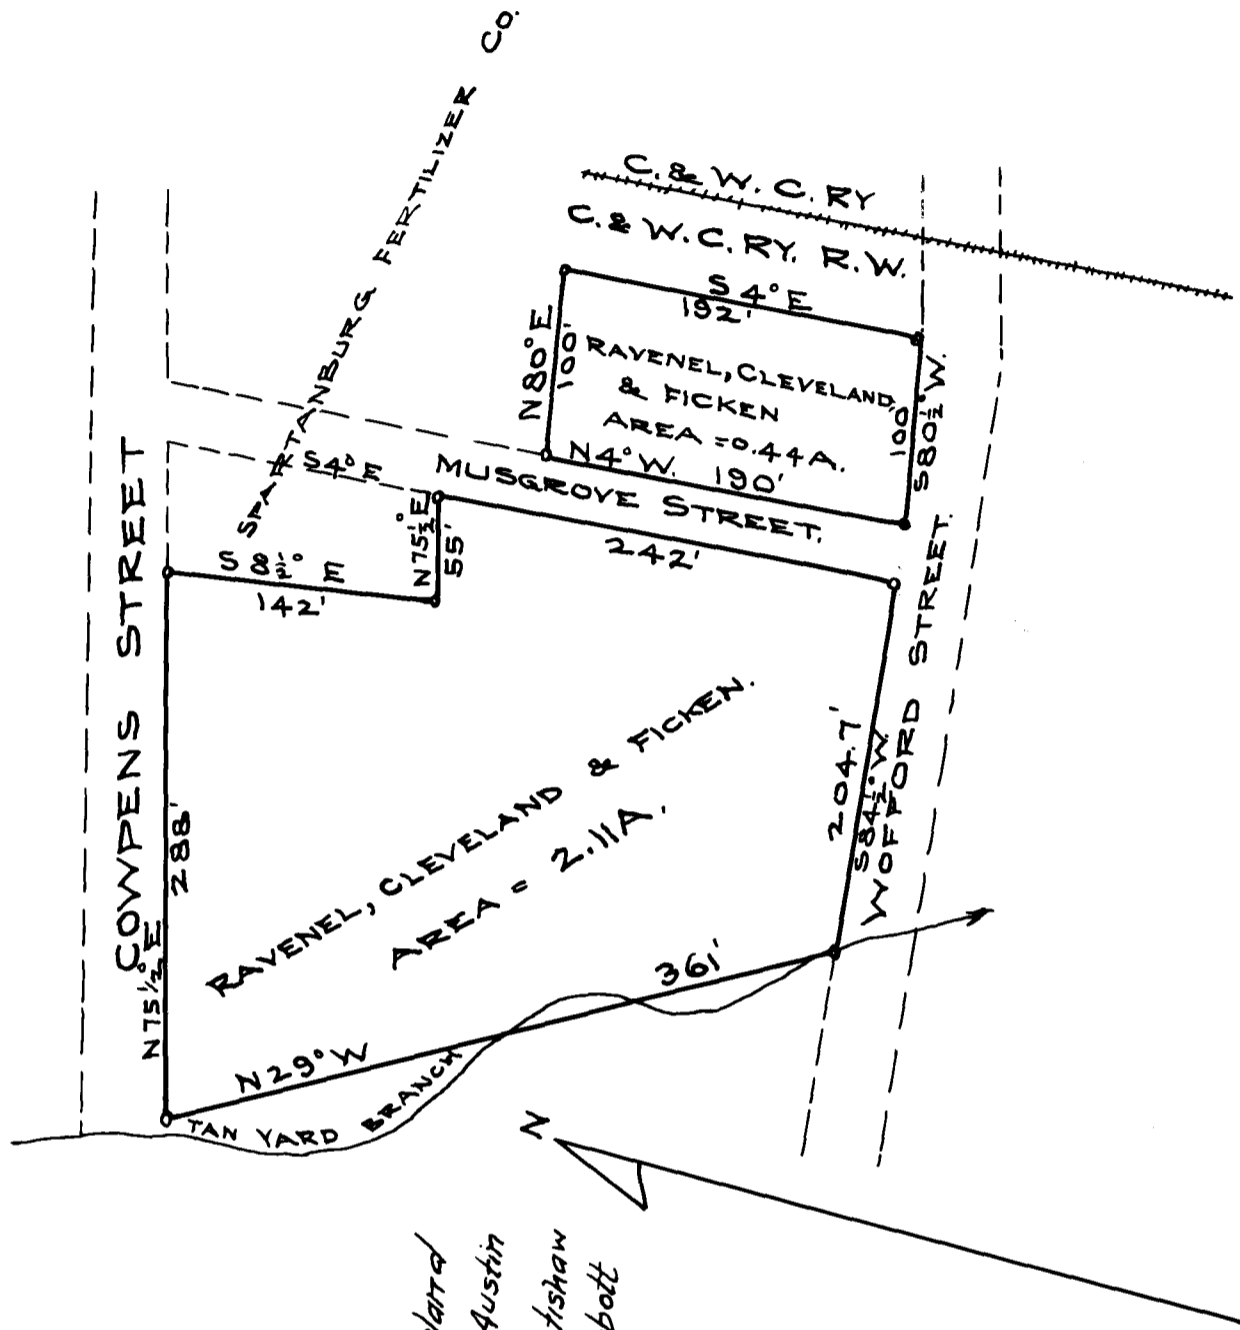 SPARTANBURG FERTILIZER CO.
C. & W. C. RY
C. & W. C. RY. R. W.
S 4° E
192'
N 80° E
100'
RAVENEL, CLEVELAND,
& FICKEN
AREA = 0.44 A.
100'
S 80½° W.
N 4° W. 190'
MUSGROVE STREET.
S 4° E
N 75½° E
55'
242'
S 8½° E
142'
COWPENS STREET
N 75½° E 288'
RAVENEL, CLEVELAND & FICKEN.
AREA = 2.11 A.
204.7'
S 84½° W.
WOFFORD STREET.
N 29° W 361'
TAN YARD BRANCH
N
Austin